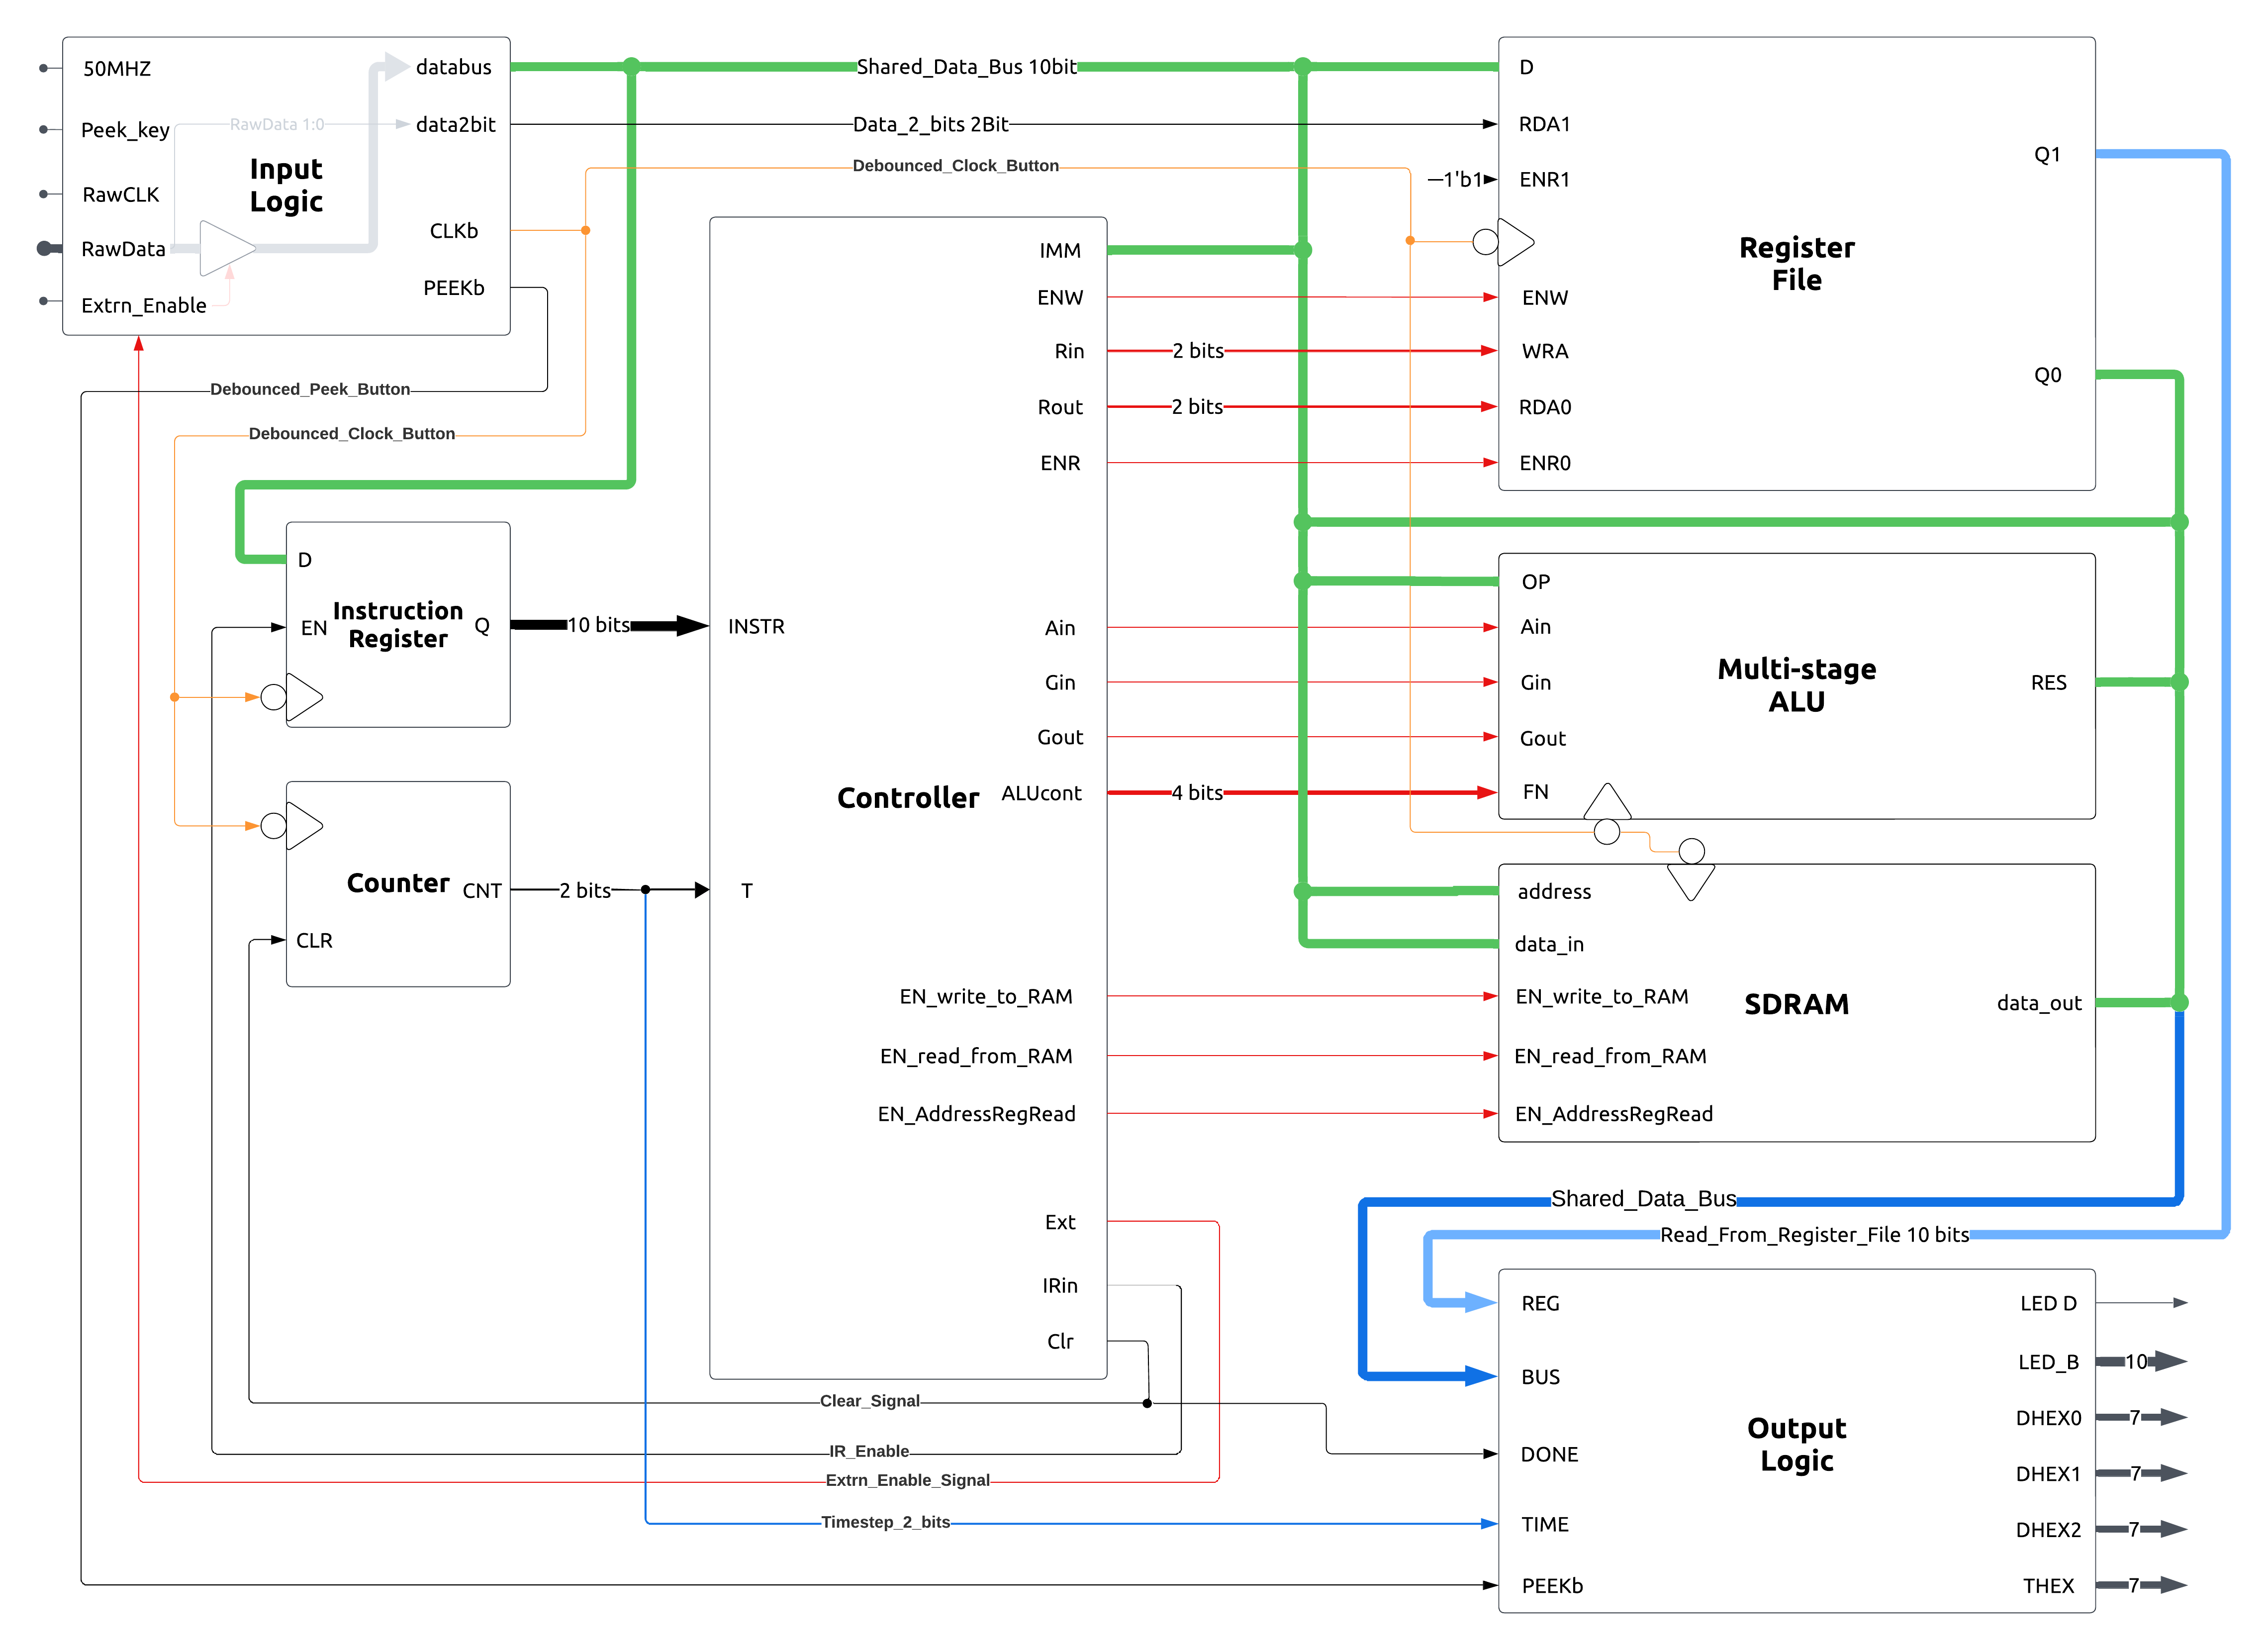 50MHZ
Peek_key
RawCLK
RawData
Extrn_Enable
RawData 1:0
Input
Logic
databus
data2bit
CLKb
PEEKb
Shared_Data_Bus 10bit
Data_2_bits 2Bit
Debounced_Clock_Button
1'b1
Debounced_Peek_Button
Debounced_Clock_Button
D
RDA1
ENR1
ENW
WRA
RDA0
ENR0
Register
File
Q1
Q0
D
EN
Instruction
Register
Q
10 bits
Counter
CNT
CLR
2 bits
INSTR
T
Controller
IMM
ENW
Rin
Rout
ENR
Ain
Gin
Gout
ALUcont
EN_write_to_RAM
EN_read_from_RAM
EN_AddressRegRead
Ext
IRin
Clr
2 bits
2 bits
4 bits
OP
Ain
Gin
Gout
FN
Multi-stage
ALU
RES
address
data_in
EN_write_to_RAM
EN_read_from_RAM
EN_AddressRegRead
SDRAM
data_out
Shared_Data_Bus
Read_From_Register_File 10 bits
Clear_Signal
IR_Enable
Extrn_Enable_Signal
Timestep_2_bits
REG
BUS
DONE
TIME
PEEKb
Output
Logic
LED D
LED_B
DHEX0
DHEX1
DHEX2
THEX
10
7
7
7
7